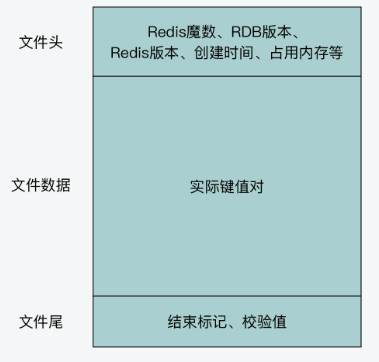 文件头
Redis魔数、RDB版本、
Redis版本、创建时间、占用内存等
文件数据
实际键值对
文件尾
结束标记、校验值